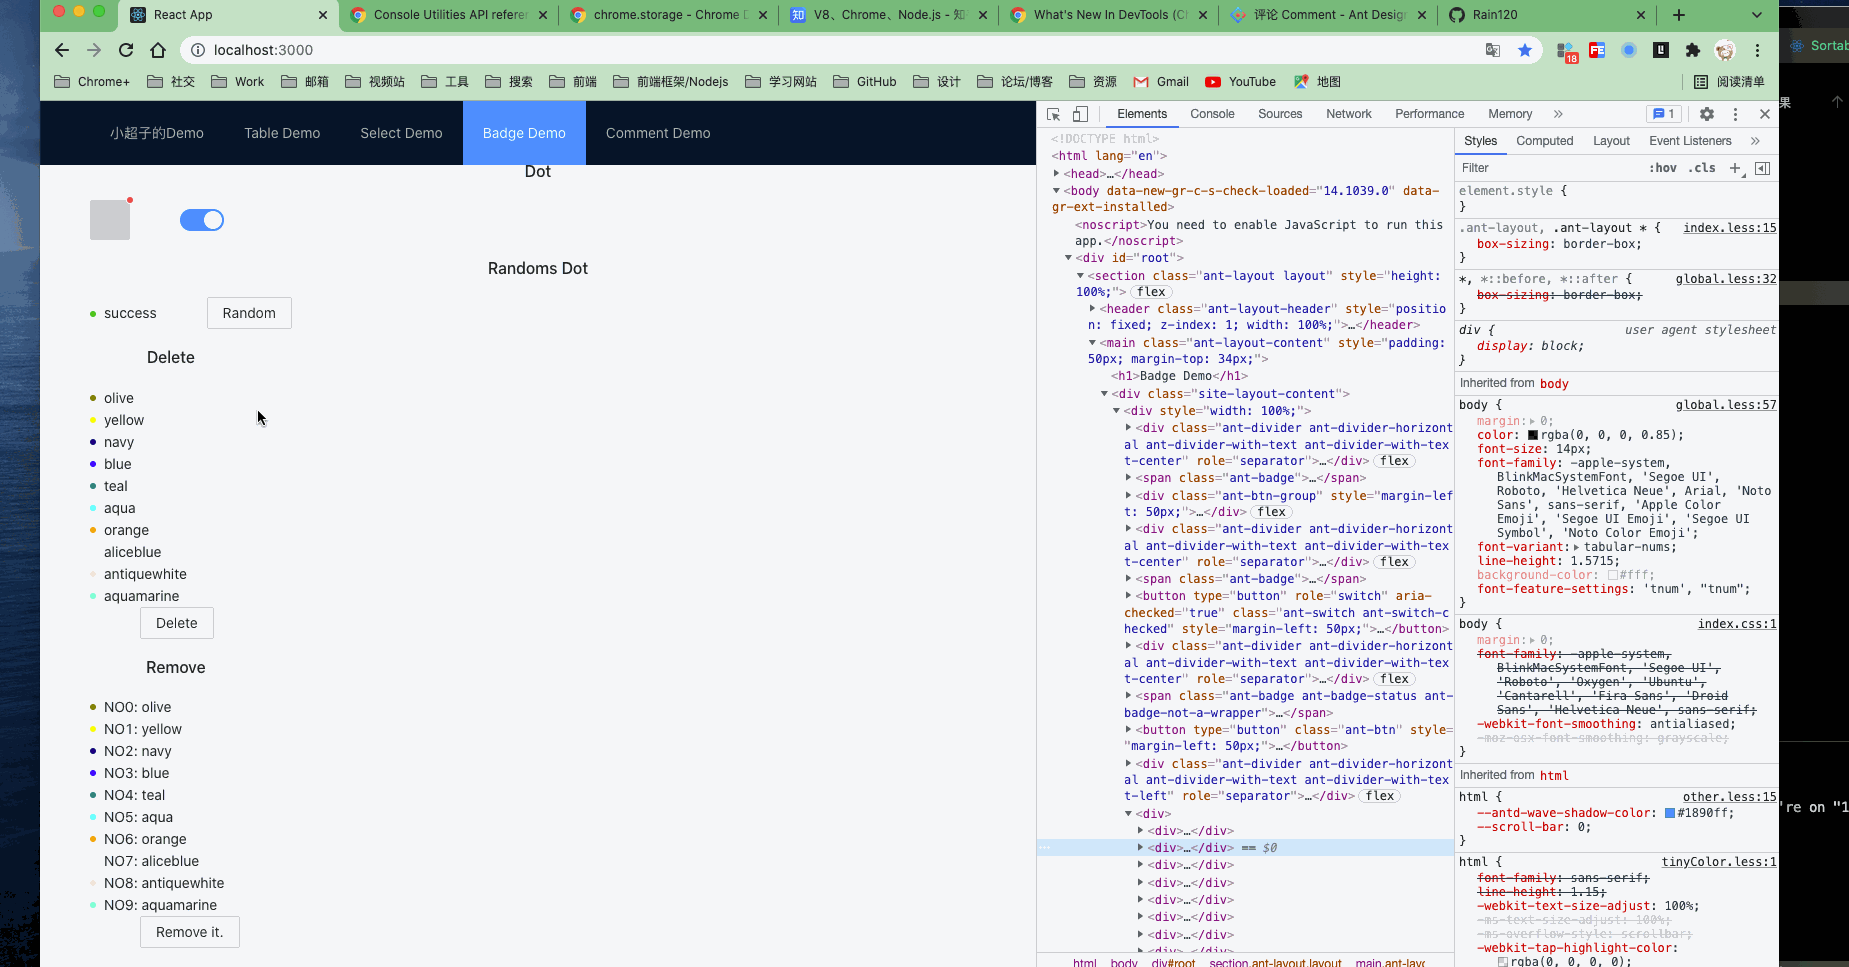 React App
Console Utilities API referen
chrome.storage - Chrome D
V8、Chrome、Node.js - 知
What's New In DevTools (Ch
评论 Comment - Ant Design
Rain120
localhost:3000
18
Chrome+ 社交 Work 邮箱 视频站 工具 搜索 前端 前端框架/Nodejs 学习网站 GitHub 设计 论坛/博客 资源 Gmail YouTube 地图 阅读清单
小超子的Demo Table Demo Select Demo Badge Demo Comment Demo
Dot
Randoms Dot
success Random
Delete
olive
yellow
navy
blue
teal
aqua
orange
aliceblue
antiquewhite
aquamarine
Delete
Remove
NO0: olive
NO1: yellow
NO2: navy
NO3: blue
NO4: teal
NO5: aqua
NO6: orange
NO7: aliceblue
NO8: antiquewhite
NO9: aquamarine
Remove it.
Elements Console Sources Network Performance Memory » 1
<!DOCTYPE html>
<html lang="en">
<head>…</head>
<body data-new-gr-c-s-check-loaded="14.1039.0" data-
gr-ext-installed>
<noscript>You need to enable JavaScript to run this
app.</noscript>
<div id="root">
<section class="ant-layout layout" style="height:
100%;"> flex
<header class="ant-layout-header" style="positio
n: fixed; z-index: 1; width: 100%;">…</header>
<main class="ant-layout-content" style="padding:
50px; margin-top: 34px;">
<h1>Badge Demo</h1>
<div class="site-layout-content">
<div style="width: 100%;">
<div class="ant-divider ant-divider-horizont
al ant-divider-with-text ant-divider-with-tex
t-center" role="separator">…</div> flex
<span class="ant-badge">…</span>
<div class="ant-btn-group" style="margin-lef
t: 50px;">…</div> flex
<div class="ant-divider ant-divider-horizont
al ant-divider-with-text ant-divider-with-tex
t-center" role="separator">…</div> flex
<span class="ant-badge">…</span>
<button type="button" role="switch" aria-
checked="true" class="ant-switch ant-switch-c
hecked" style="margin-left: 50px;">…</button>
<div class="ant-divider ant-divider-horizont
al ant-divider-with-text ant-divider-with-tex
t-center" role="separator">…</div> flex
<span class="ant-badge ant-badge-status ant-
badge-not-a-wrapper">…</span>
<button type="button" class="ant-btn" style=
"margin-left: 50px;">…</button>
<div class="ant-divider ant-divider-horizont
al ant-divider-with-text ant-divider-with-tex
t-left" role="separator">…</div> flex
<div>
<div>…</div>
<div>…</div> == $0
<div>…</div>
<div>…</div>
<div>…</div>
<div>…</div>
<div>…</div>
html body div#root section.ant-layout.layout main.ant-layc
Styles Computed Layout Event Listeners »
Filter :hov .cls +
element.style {
}
.ant-layout, .ant-layout * { index.less:15
box-sizing: border-box;
}
*, *::before, *::after { global.less:32
box-sizing: border-box;
}
div { user agent stylesheet
display: block;
}
Inherited from body
body { global.less:57
margin: 0;
color: rgba(0, 0, 0, 0.85);
font-size: 14px;
font-family: -apple-system,
BlinkMacSystemFont, 'Segoe UI',
Roboto, 'Helvetica Neue', Arial, 'Noto
Sans', sans-serif, 'Apple Color
Emoji', 'Segoe UI Emoji', 'Segoe UI
Symbol', 'Noto Color Emoji';
font-variant: tabular-nums;
line-height: 1.5715;
background-color: #fff;
font-feature-settings: 'tnum', "tnum";
}
body { index.css:1
margin: 0;
font-family: -apple-system,
BlinkMacSystemFont, 'Segoe UI',
'Roboto', 'Oxygen', 'Ubuntu',
'Cantarell', 'Fira Sans', 'Droid
Sans', 'Helvetica Neue', sans-serif;
-webkit-font-smoothing: antialiased;
-moz-osx-font-smoothing: grayscale;
}
Inherited from html
html { other.less:15
--antd-wave-shadow-color: #1890ff;
--scroll-bar: 0;
}
html { tinyColor.less:1
font-family: sans-serif;
line-height: 1.15;
-webkit-text-size-adjust: 100%;
-ms-text-size-adjust: 100%;
-ms-overflow-style: scrollbar;
-webkit-tap-highlight-color:
rgba(0, 0, 0, 0);
Sortab
果
're on "1